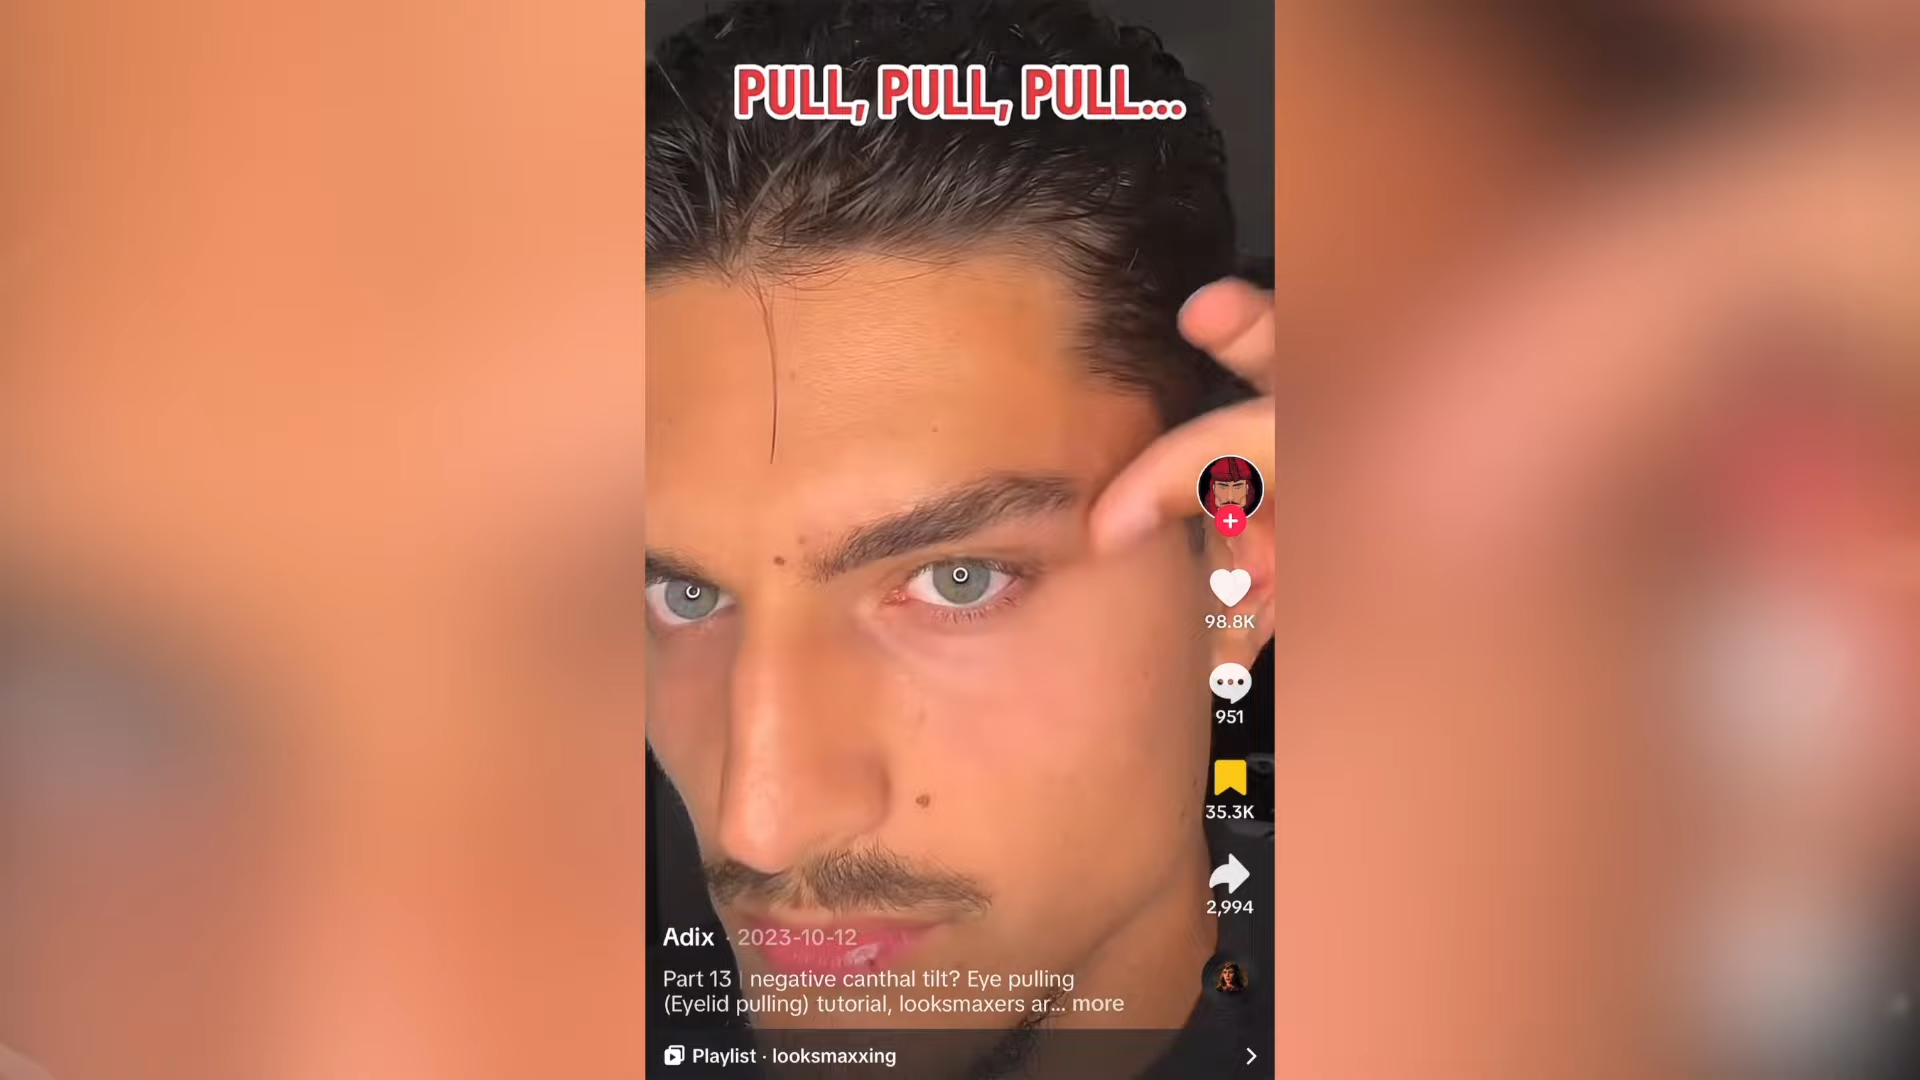 PULL, PULL, PULL...
98.8K
951
35.3K
2,994
Adix · 2023-10-12
Part 13 | negative canthal tilt? Eye pulling
(Eyelid pulling) tutorial, looksmaxers ar... more
Playlist · looksmaxxing